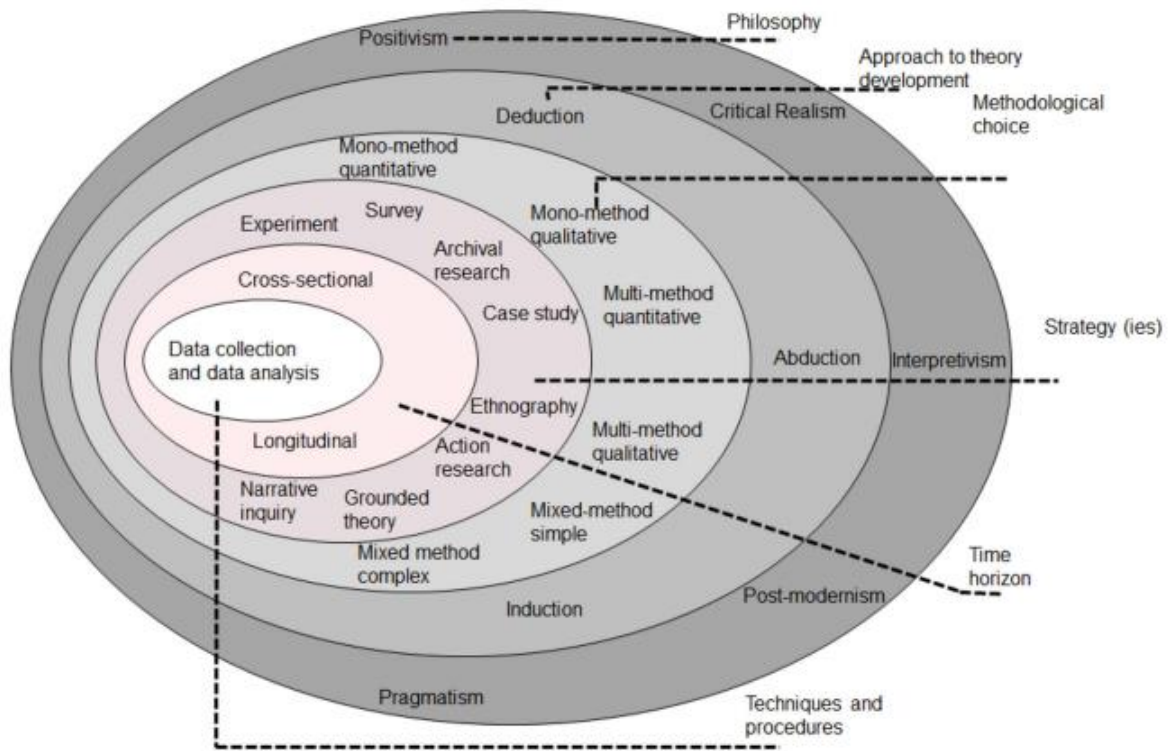 Philosophy
Positivism
Approach to theory
development
Methodological
choice
Critical Realism
Deduction
Mono-method
quantitative
Survey
Experiment
Mono-method
qualitative
Archival
research
Cross-sectional
Multi-method
quantitative
Case study
Strategy (ies)
Data collection
and data analysis
Abduction
Interpretivism
Ethnography
Multi-method
qualitative
Longitudinal
Action
research
Narrative
inquiry
Grounded
theory
Mixed-method
simple
Mixed method
complex
Time
horizon
Post-modernism
Induction
Pragmatism
Techniques and
procedures